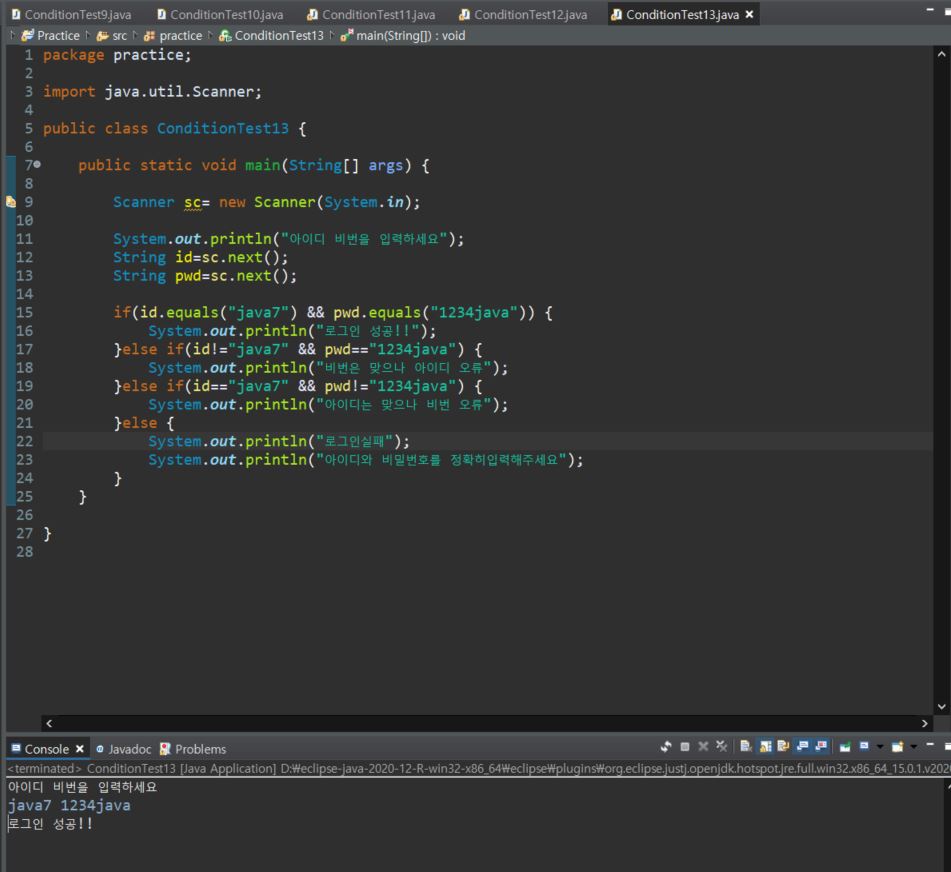 ConditionTest9.java ConditionTest10.java ConditionTest11.java ConditionTest12.java ConditionTest13.java
Practice src practice ConditionTest13 main(String[]) : void
1 package practice;
2
3 import java.util.Scanner;
4
5 public class ConditionTest13 {
6
7 public static void main(String[] args) {
8
9 Scanner sc= new Scanner(System.in);
10
11 System.out.println("아이디 비번을 입력하세요");
12 String id=sc.next();
13 String pwd=sc.next();
14
15 if(id.equals("java7") && pwd.equals("1234java")) {
16 System.out.println("로그인 성공!!");
17 }else if(id!="java7" && pwd=="1234java") {
18 System.out.println("비번은 맞으나 아이디 오류");
19 }else if(id=="java7" && pwd!="1234java") {
20 System.out.println("아이디는 맞으나 비번 오류");
21 }else {
22 System.out.println("로그인실패");
23 System.out.println("아이디와 비밀번호를 정확히입력해주세요");
24 }
25 }
26
27 }
28
Console Javadoc Problems
<terminated> ConditionTest13 [Java Application] D:₩eclipse-java-2020-12-R-win32-x86_64₩eclipse₩plugins₩org.eclipse.justj.openjdk.hotspot.jre.full.win32.x86_64_15.0.1.v202
아이디 비번을 입력하세요
java7 1234java
로그인 성공!!